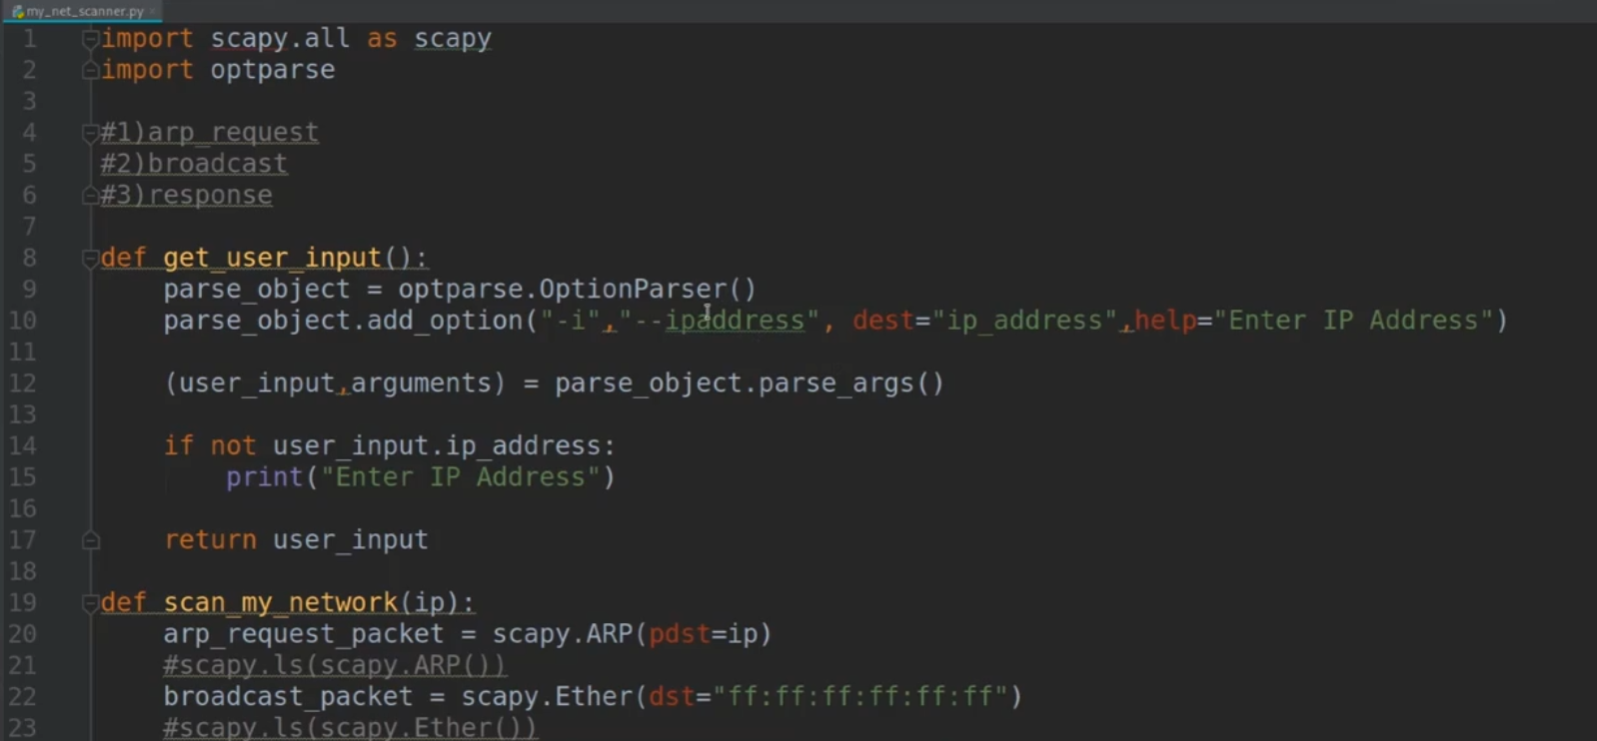 my_net_scanner.py
1 import scapy.all as scapy
2 import optparse
3
4 #1)arp_request
5 #2)broadcast
6 #3)response
7
8 def get_user_input():
9     parse_object = optparse.OptionParser()
10     parse_object.add_option("-i","--ipaddress", dest="ip_address",help="Enter IP Address")
11
12     (user_input,arguments) = parse_object.parse_args()
13
14     if not user_input.ip_address:
15         print("Enter IP Address")
16
17     return user_input
18
19 def scan_my_network(ip):
20     arp_request_packet = scapy.ARP(pdst=ip)
21     #scapy.ls(scapy.ARP())
22     broadcast_packet = scapy.Ether(dst="ff:ff:ff:ff:ff:ff")
23     #scapy.ls(scapy.Ether())